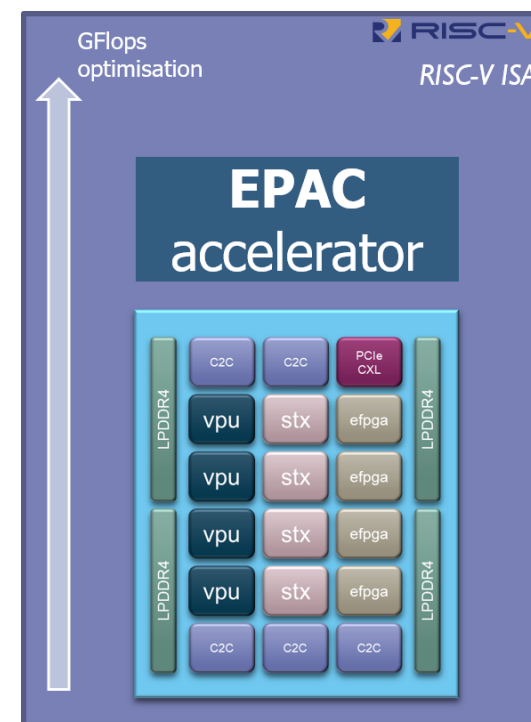 GFlops
optimisation
RISC-V
RISC-V ISA
EPAC
accelerator
LPDDR4
C2C
C2C
PCIe
CXL
LPDDR4
vpu
stx
efpga
vpu
stx
efpga
LPDDR4
vpu
stx
efpga
LPDDR4
vpu
stx
efpga
C2C
C2C
C2C